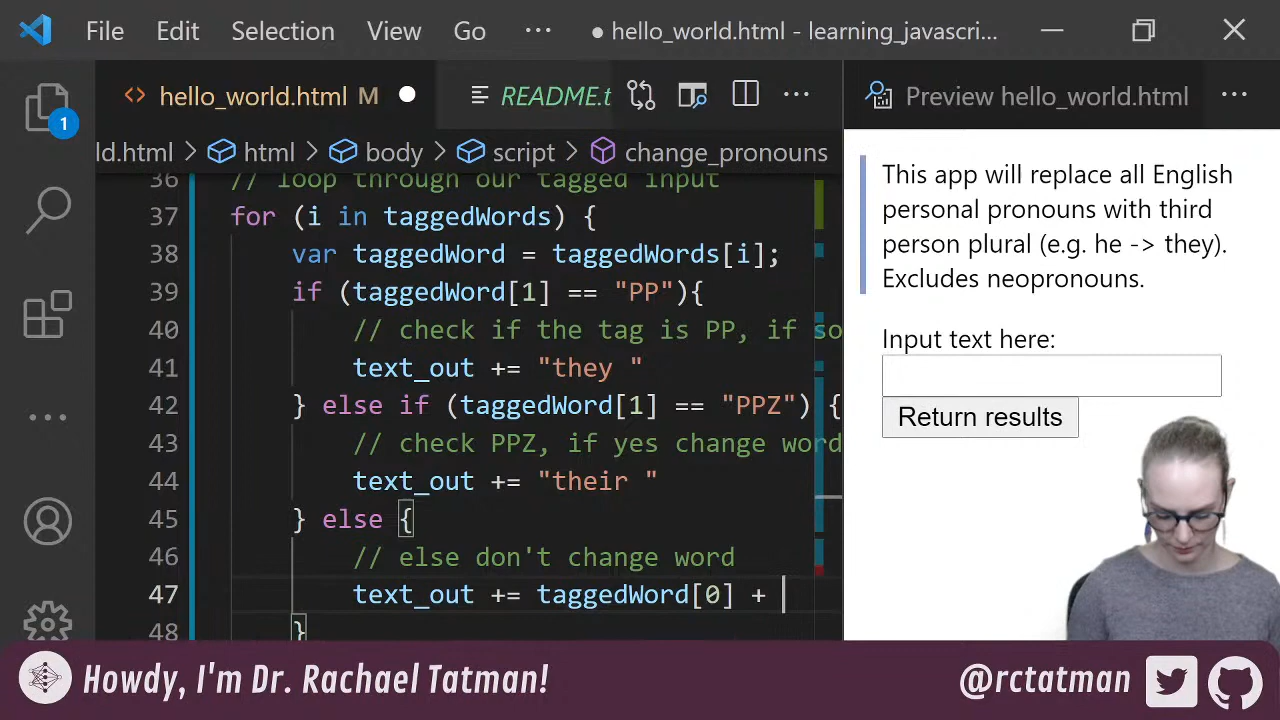 File Edit Selection View Go ··· ● hello_world.html - learning_javascri...
hello_world.html M ● README.t
Preview hello_world.html
1
ld.html > html > body > script > change_pronouns
36 // loop through our tagged input
37 for (i in taggedWords) {
38 var taggedWord = taggedWords[i];
39 if (taggedWord[1] == "PP"){
40 // check if the tag is PP, if so
41 text_out += "they "
42 } else if (taggedWord[1] == "PPZ") {
43 // check PPZ, if yes change word
44 text_out += "their "
45 } else {
46 // else don't change word
47 text_out += taggedWord[0] +
48 }
This app will replace all English
personal pronouns with third
person plural (e.g. he -> they).
Excludes neopronouns.
Input text here:
Return results
Howdy, I'm Dr. Rachael Tatman!
@rctatman